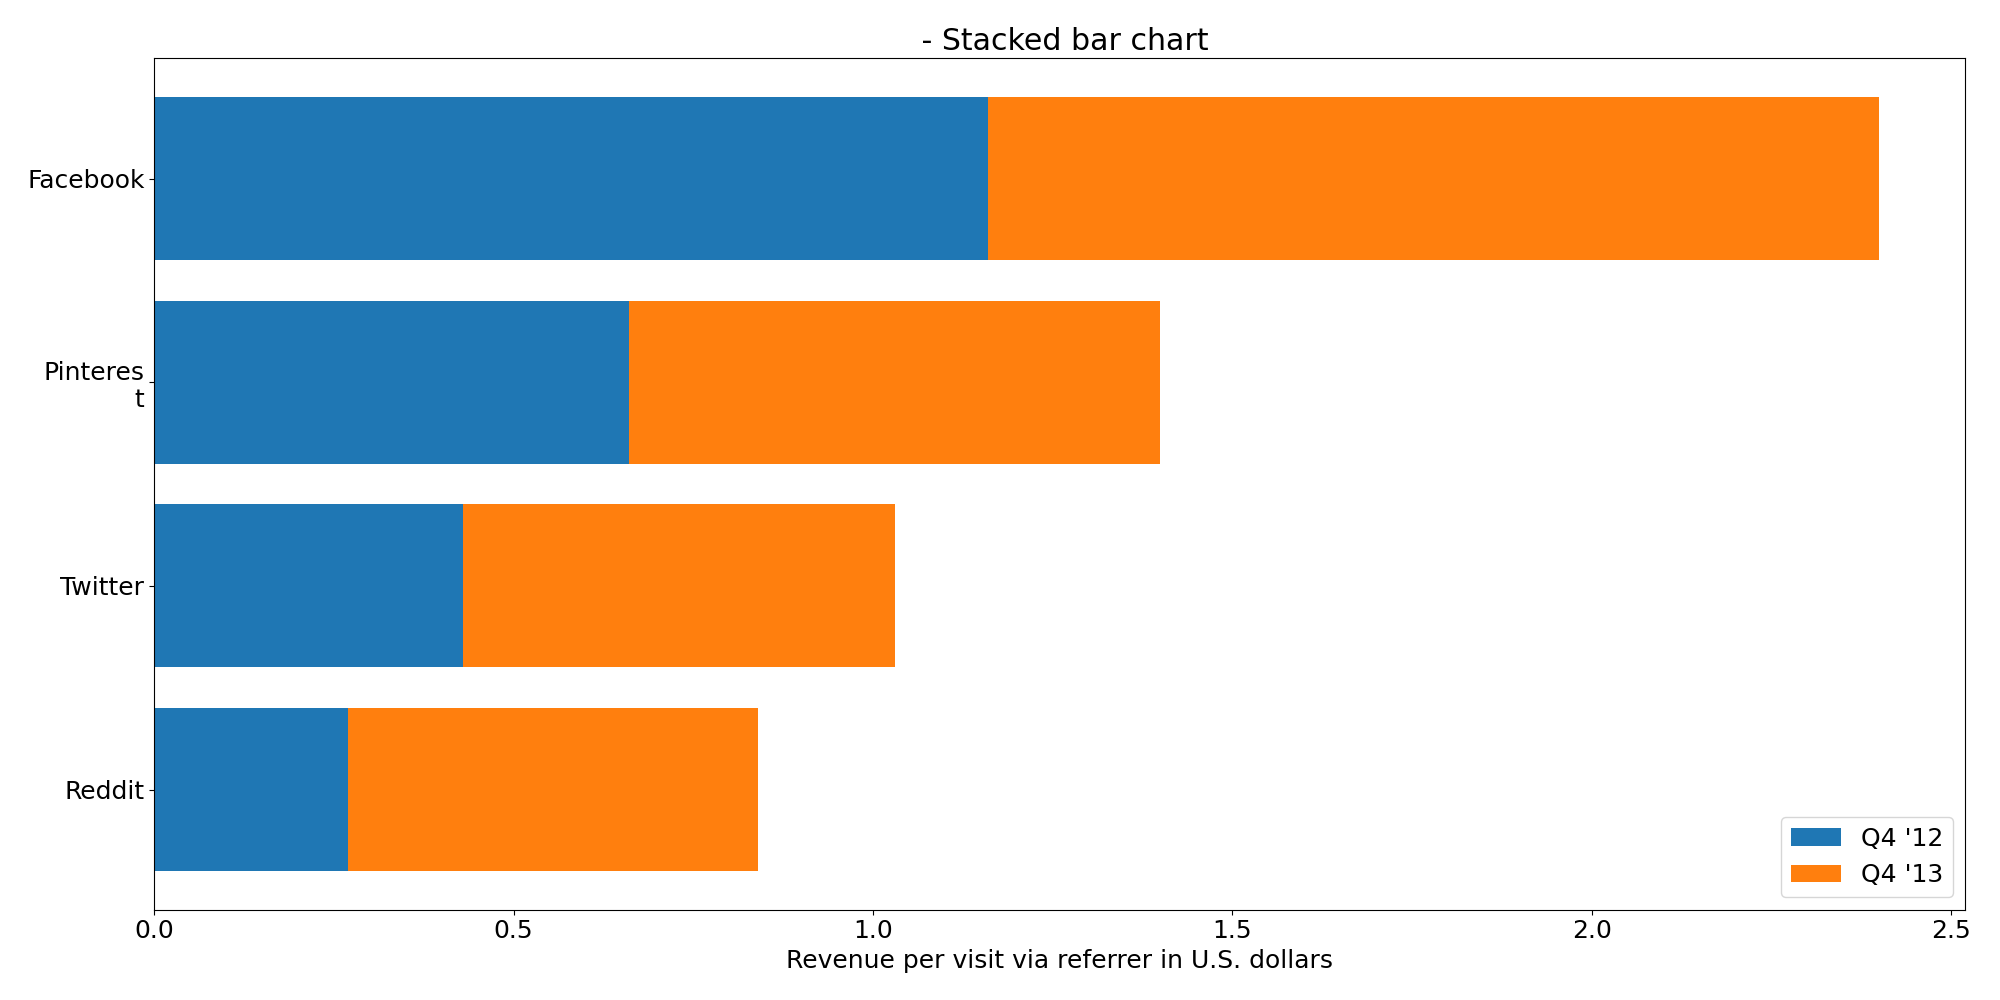 - Stacked bar chart
Facebook
Pinteres
t
Twitter
Reddit
0.0 0.5 1.0 1.5 2.0 2.5
Revenue per visit via referrer in U.S. dollars
Q4 '12
Q4 '13